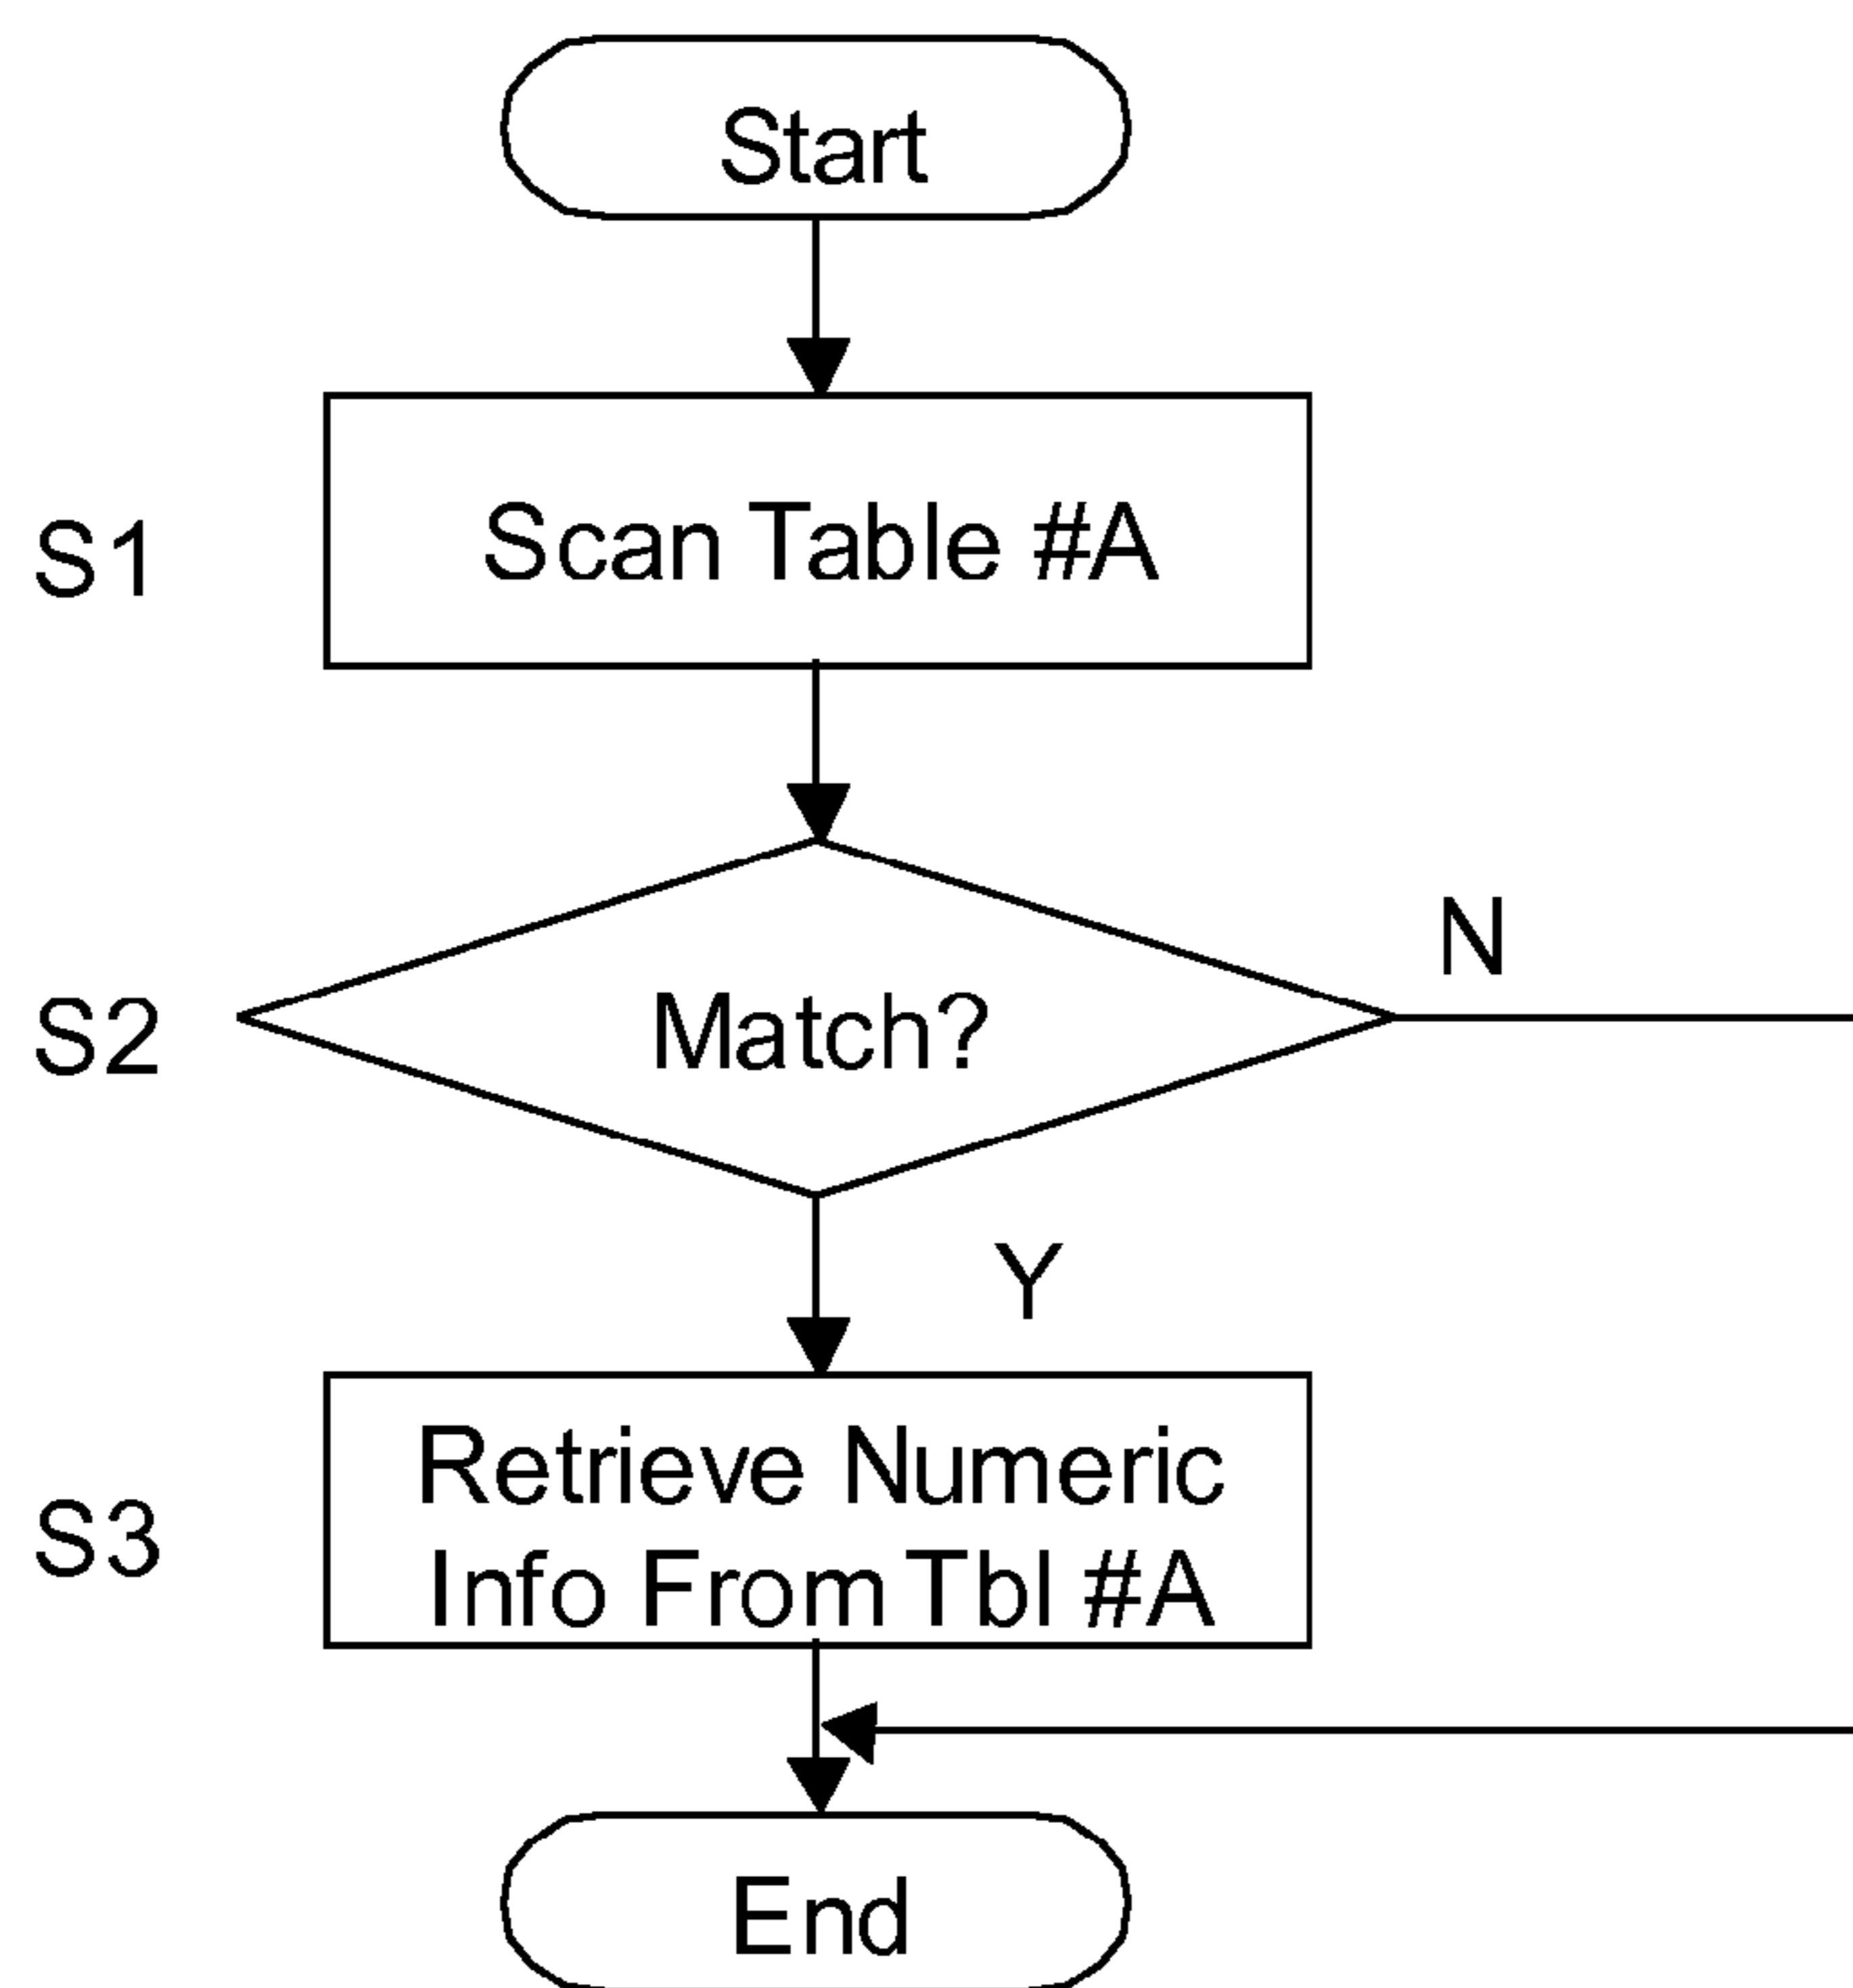 Start
S1
Scan Table #A
S2
Match?
N
Y
S3
Retrieve Numeric
Info From Tbl #A
End